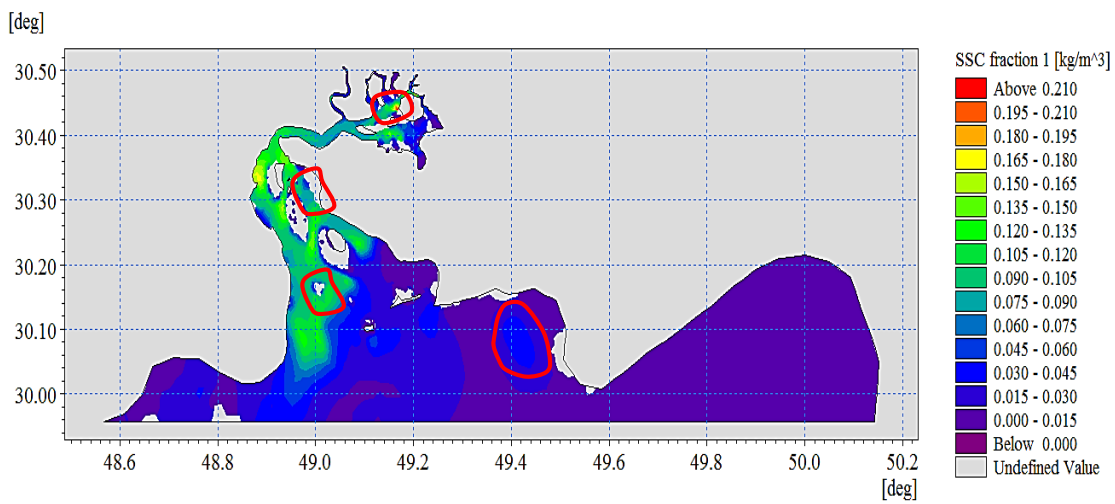 [deg]
30.50
30.40
30.30
30.20
30.10
30.00
48.6 48.8 49.0 49.2 49.4 49.6 49.8 50.0 50.2
[deg]
SSC fraction 1 [kg/m^3]
Above 0.210
0.195 - 0.210
0.180 - 0.195
0.165 - 0.180
0.150 - 0.165
0.135 - 0.150
0.120 - 0.135
0.105 - 0.120
0.090 - 0.105
0.075 - 0.090
0.060 - 0.075
0.045 - 0.060
0.030 - 0.045
0.015 - 0.030
0.000 - 0.015
Below 0.000
Undefined Value